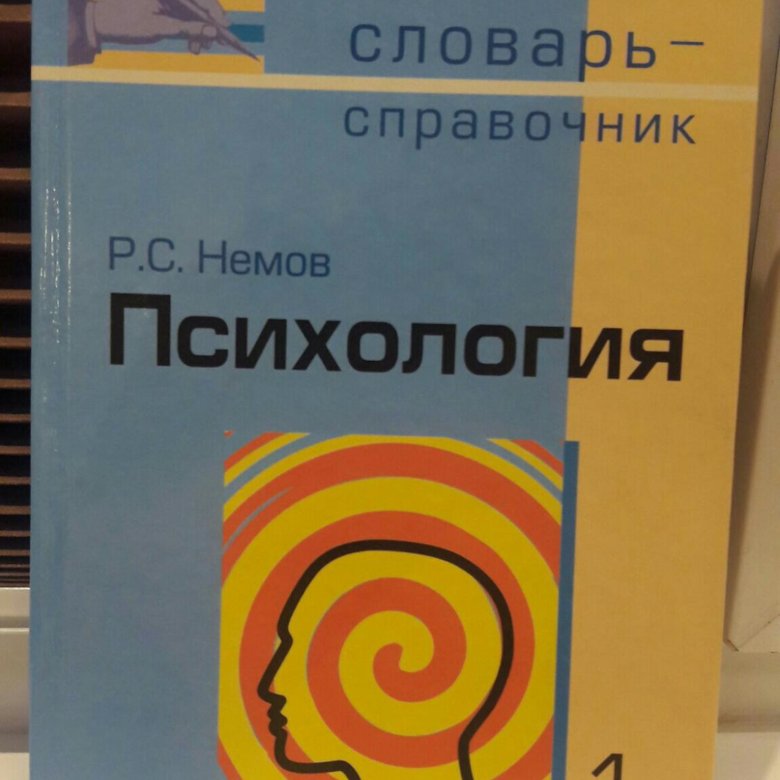 словарь–
справочник
Р.С. Немов
Психология
1